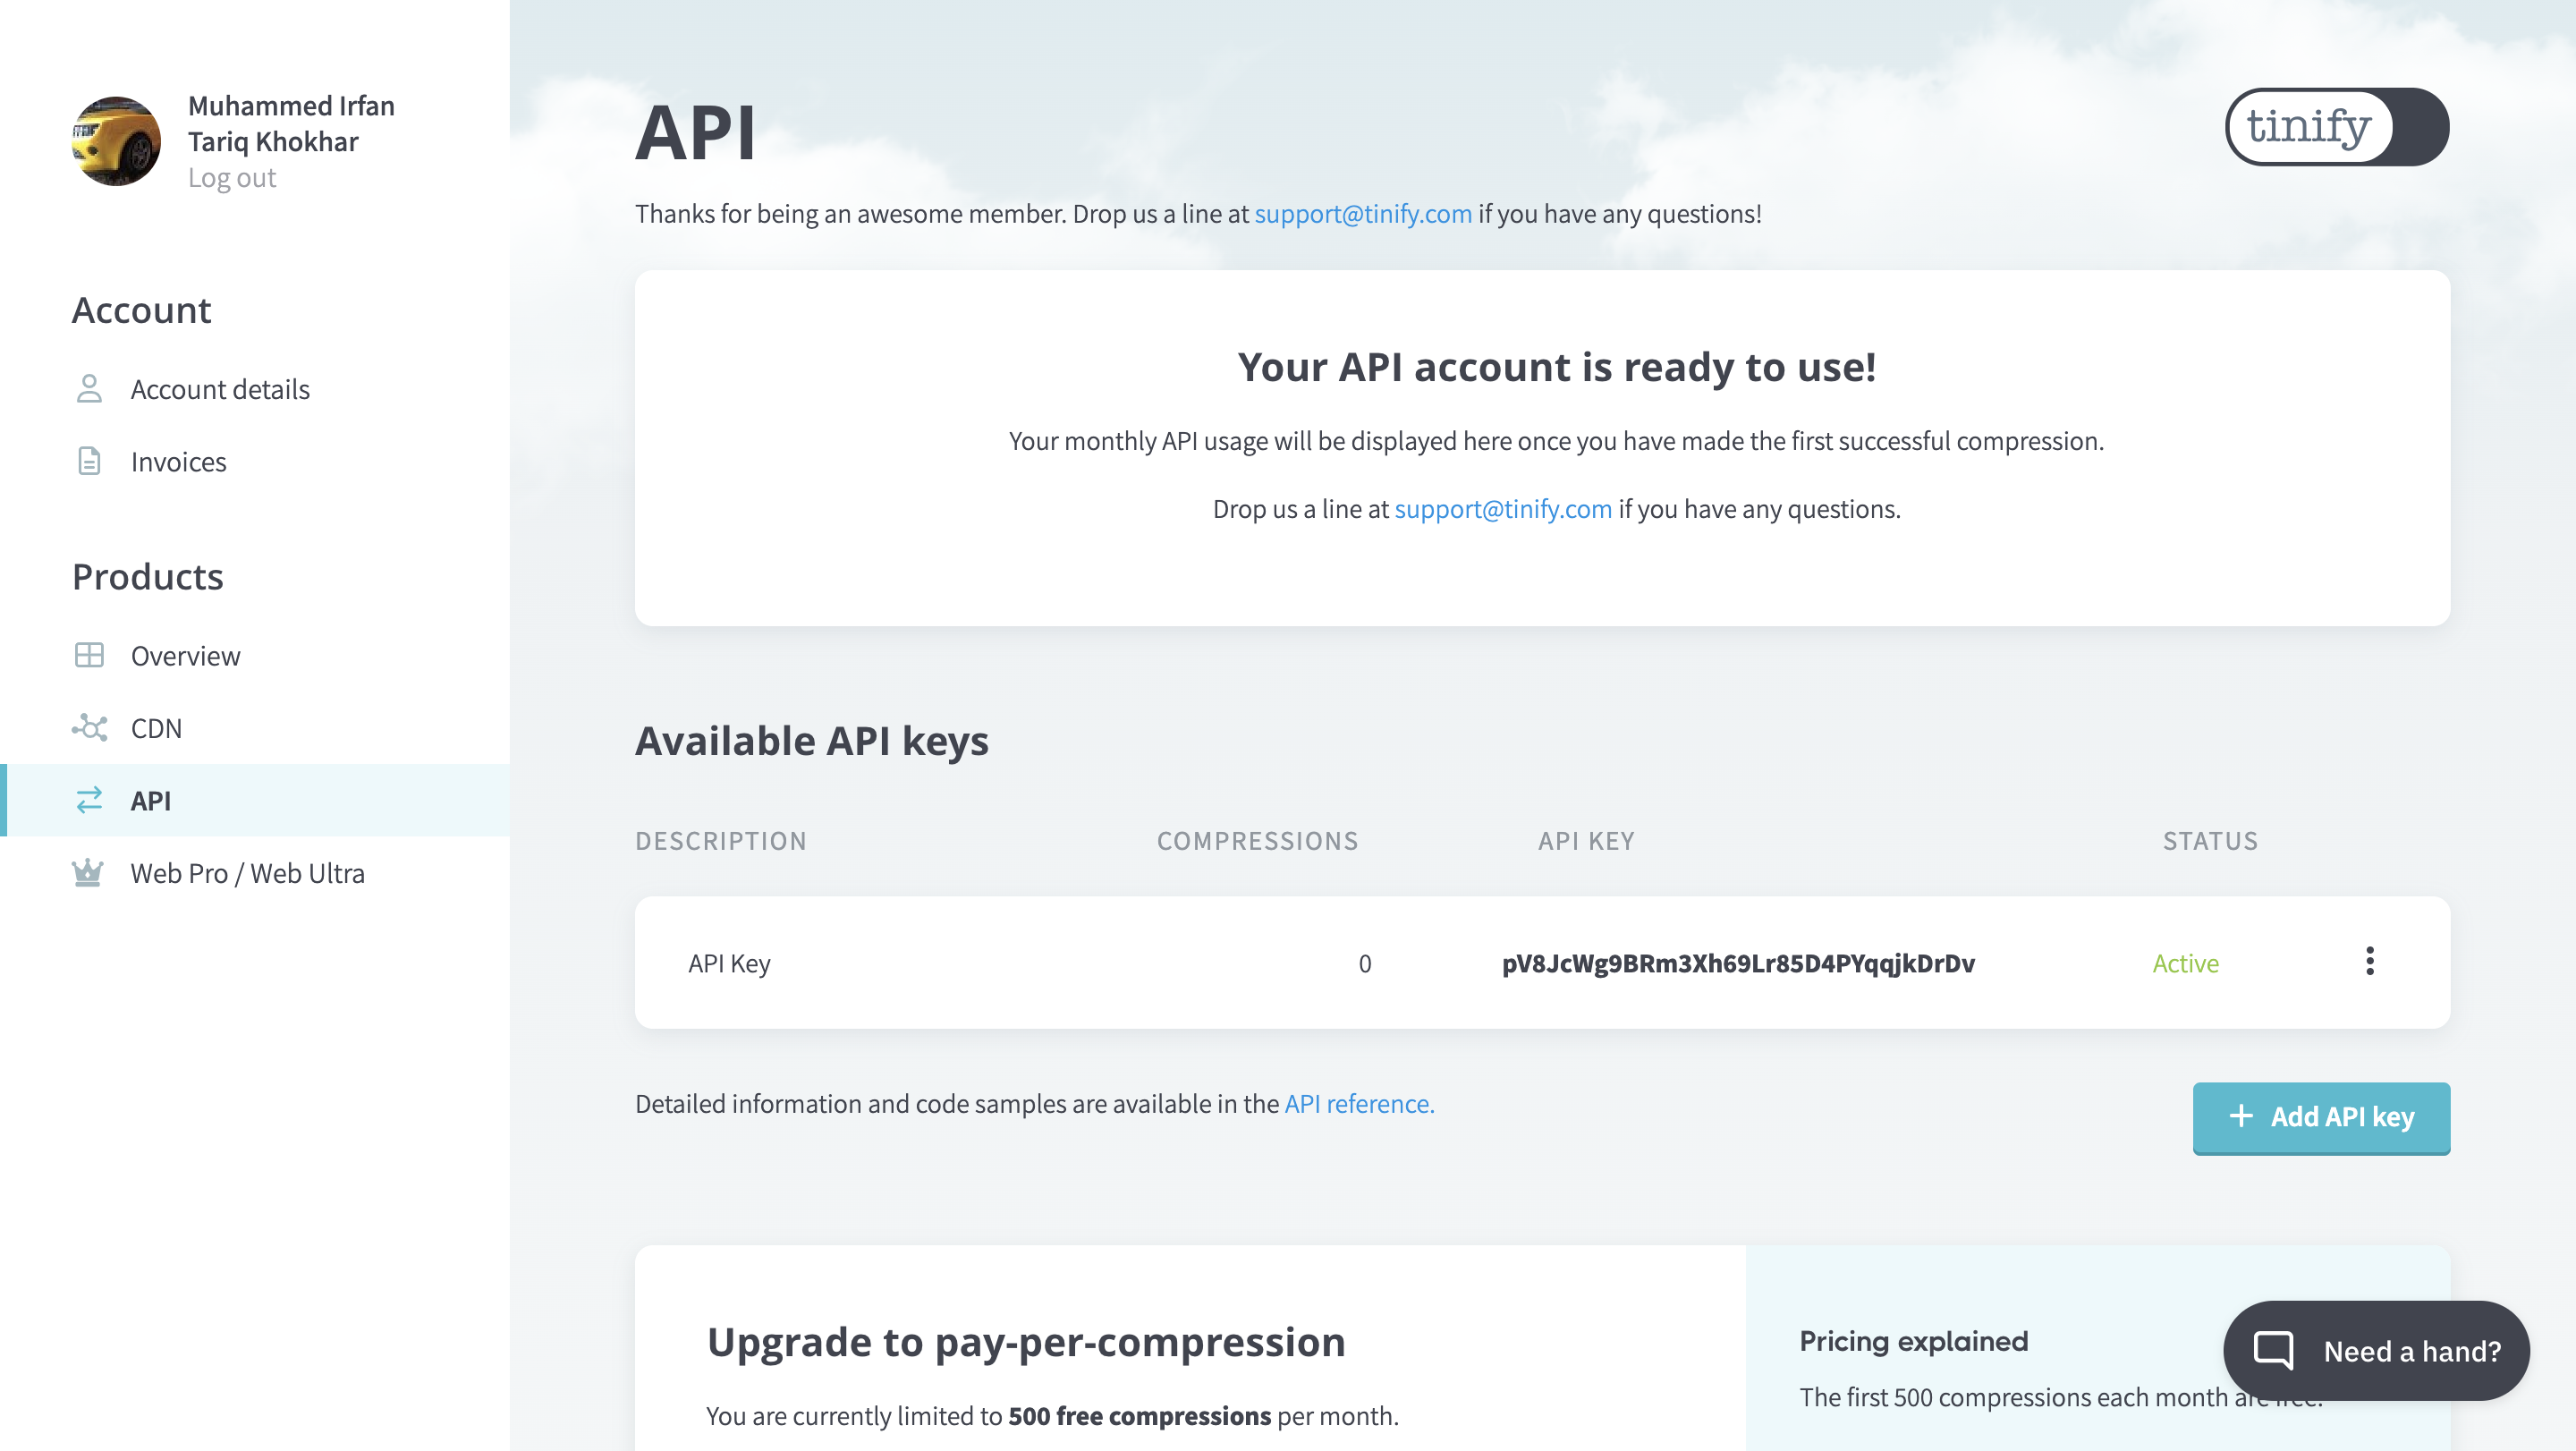 Muhammed Irfan
Tariq Khokhar
Log out
Account
Account details
Invoices
Products
Overview
CDN
API
Web Pro / Web Ultra
API
tinify
Thanks for being an awesome member. Drop us a line at support@tinify.com if you have any questions!
Your API account is ready to use!
Your monthly API usage will be displayed here once you have made the first successful compression.
Drop us a line at support@tinify.com if you have any questions.
Available API keys
DESCRIPTION COMPRESSIONS API KEY STATUS
API Key 0 pV8JcWg9BRm3Xh69Lr85D4PYqqjkDrDv Active
Detailed information and code samples are available in the API reference.
+ Add API key
Upgrade to pay-per-compression
You are currently limited to 500 free compressions per month.
Pricing explained
The first 500 compressions each month are free.
Need a hand?